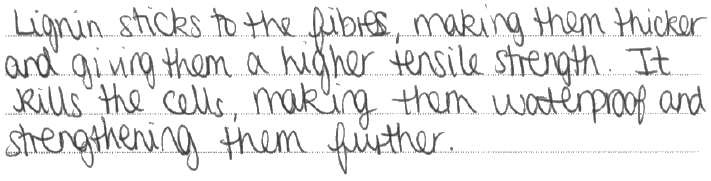 Lignin sticks to the fibres, making them thicker
and giving them a higher tensile strength. It
kills the cells, making them waterproof and
strengthening them further.